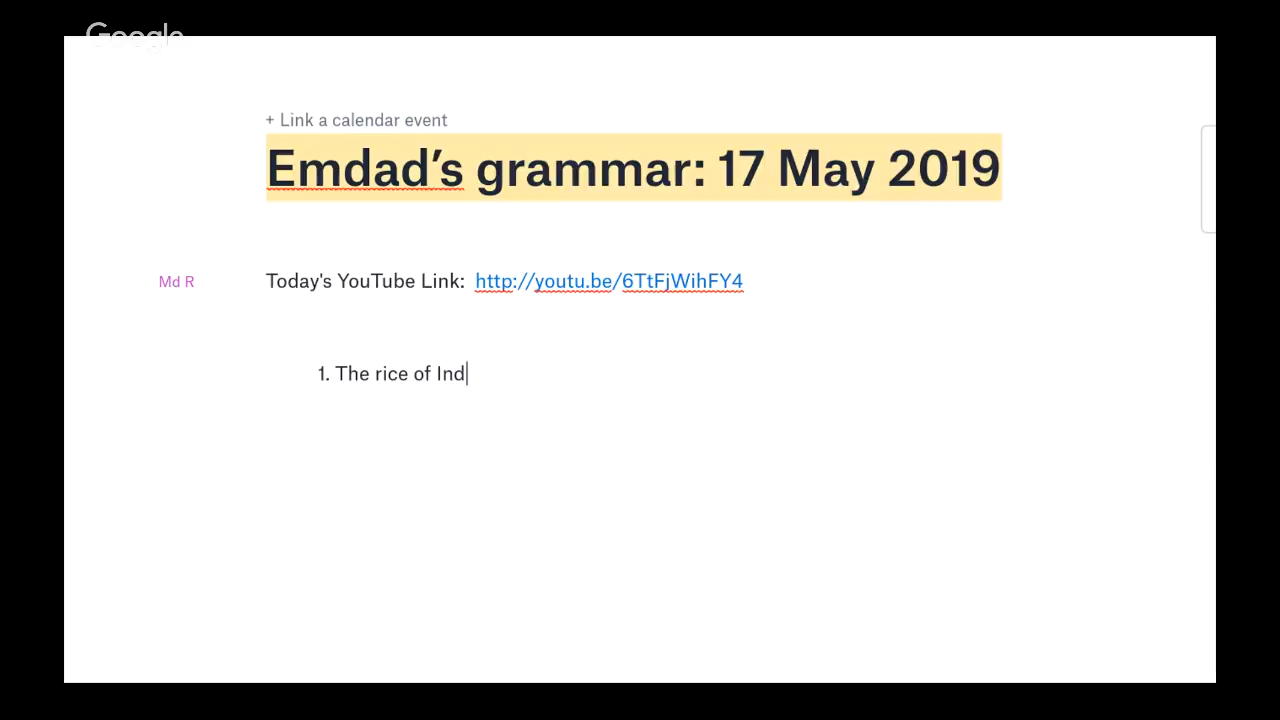 Google
+ Link a calendar event
Emdad’s grammar: 17 May 2019
Md R
Today's YouTube Link: http://youtu.be/6TtFjWihFY4
1. The rice of Ind